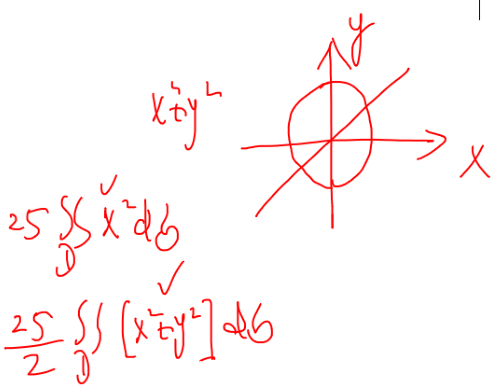 y
x²+y²
x
25 ∬_D x² dσ
25/2 ∬_D [x²+y²] dσ